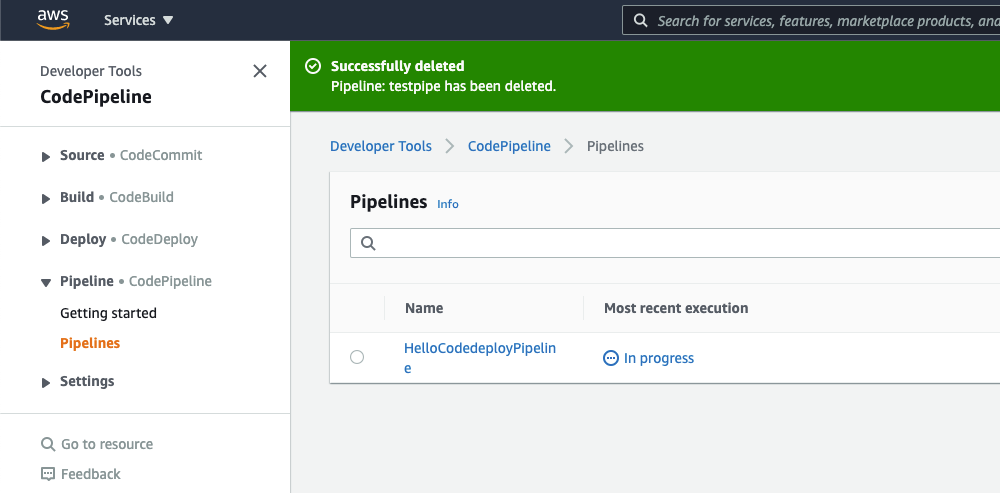 aws
Services
Search for services, features, marketplace products, and
Developer Tools
CodePipeline
Successfully deleted
Pipeline: testpipe has been deleted.
Source • CodeCommit
Build • CodeBuild
Deploy • CodeDeploy
Pipeline • CodePipeline
Getting started
Pipelines
Settings
Go to resource
Feedback
Developer Tools
CodePipeline
Pipelines
Pipelines Info
Name
Most recent execution
HelloCodedeployPipelin
e
In progress